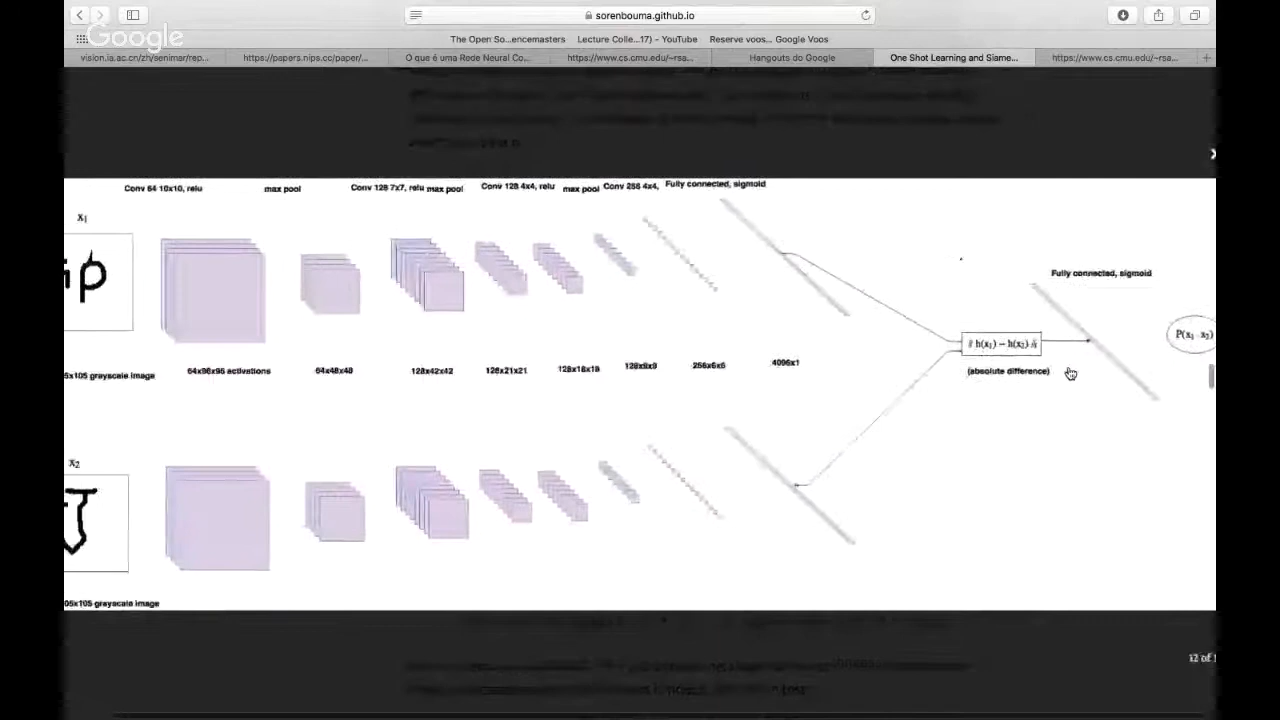 sorenbouma.github.io
Google
The Open So...encemasters Lecture Colle...17) - YouTube Reserve voos... Google Voos
vision.ia.ac.cn/zh/senimar/rep... https://papers.nips.cc/paper/... O que é uma Rede Neural Co... https://www.cs.cmu.edu/~rsa... Hangouts do Google One Shot Learning and Siame... https://www.cs.cmu.edu/~rsa...
Conv 64 10x10, relu max pool Conv 128 7x7, relu max pool Conv 128 4x4, relu max pool Conv 256 4x4, Fully connected, sigmoid
x₁
Fully connected, sigmoid
// h(x₁) – h(x₂) //
P(x₁
x₂)
(absolute difference)
5x105 grayscale image 64x96x96 activations 64x48x48 128x42x42 128x21x21 128x18x18 128x9x9 256x6x6 4096x1
x₂
05x105 grayscale image
12 of